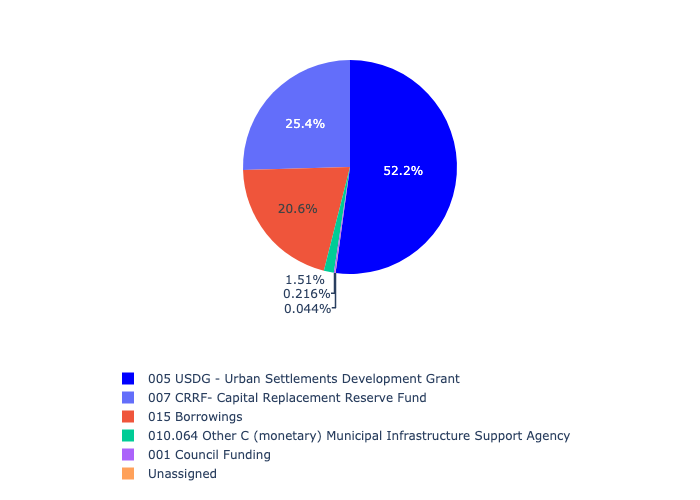 25.4%
52.2%
20.6%
1.51%
0.216%
0.044%
005 USDG - Urban Settlements Development Grant
007 CRRF- Capital Replacement Reserve Fund
015 Borrowings
010.064 Other C (monetary) Municipal Infrastructure Support Agency
001 Council Funding
Unassigned